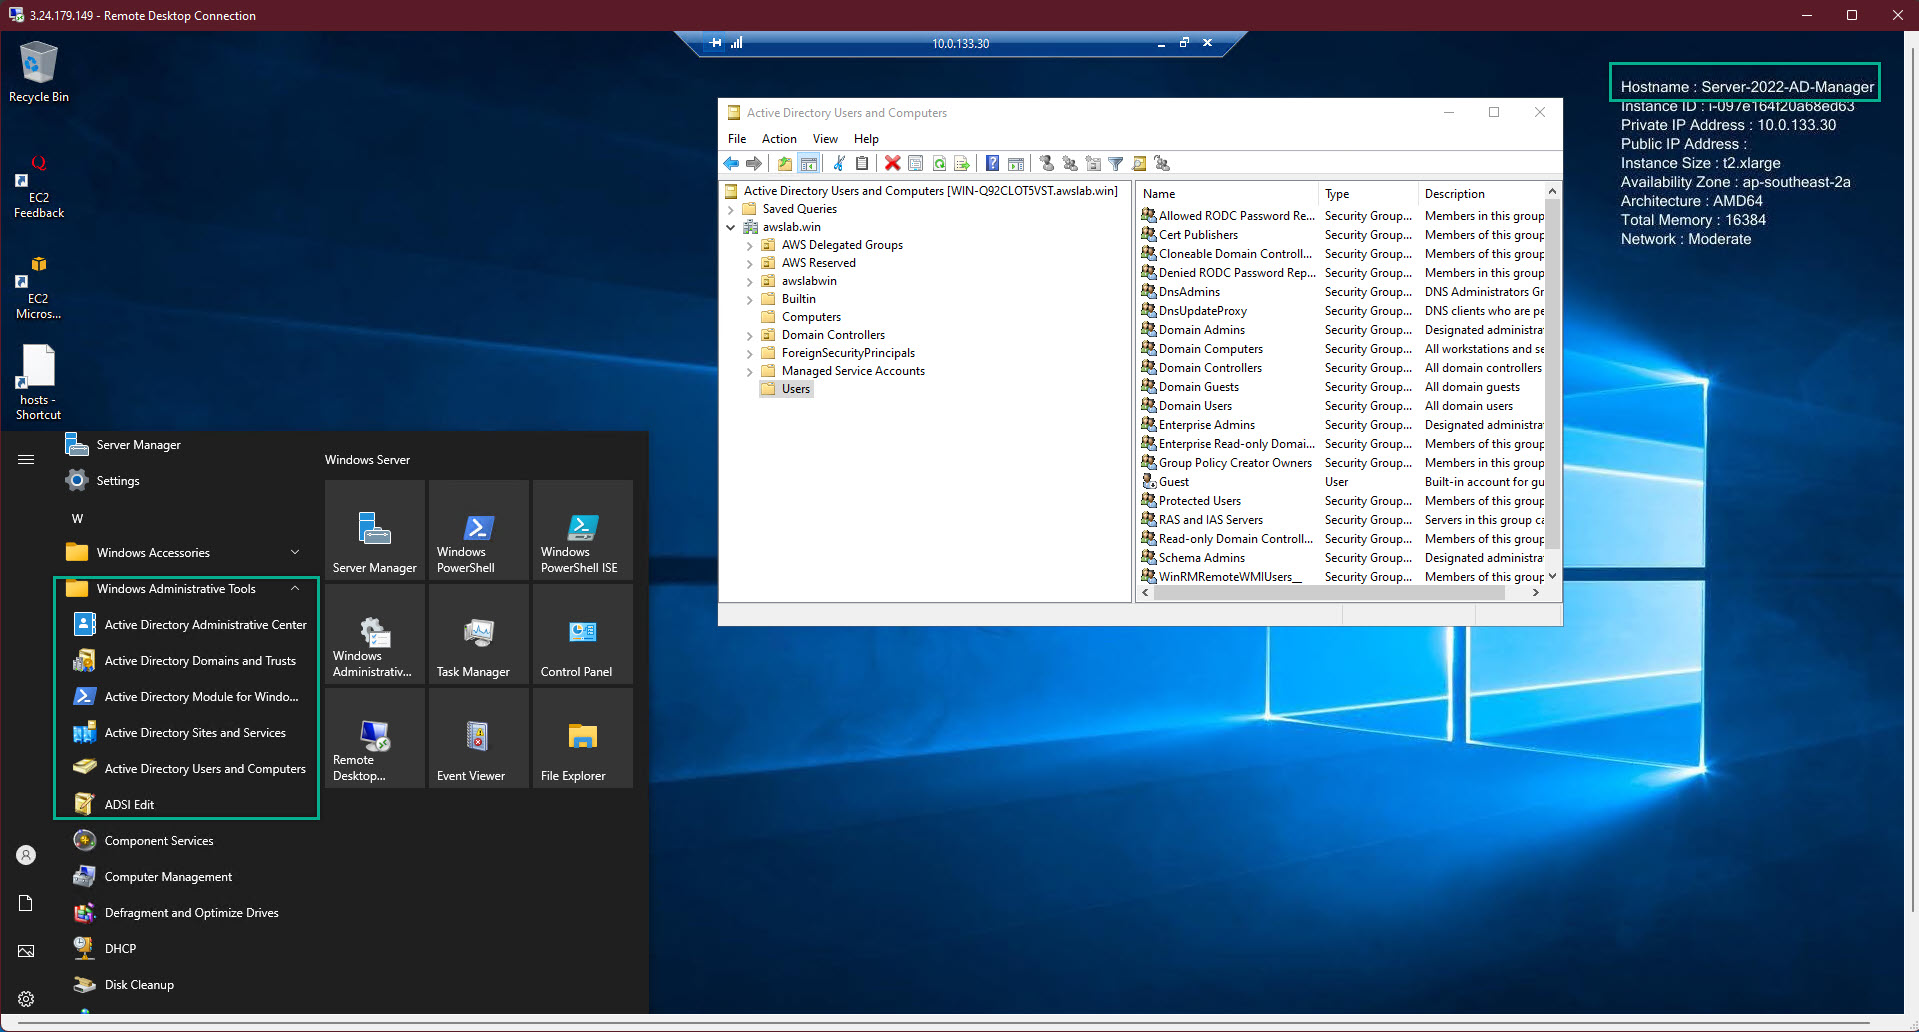 3.24.179.149 - Remote Desktop Connection
10.0.133.30
Recycle Bin
EC2
Feedback
EC2
Micros...
hosts -
Shortcut
Hostname : Server-2022-AD-Manager
Instance ID : i-097e164f20a68ed63
Private IP Address : 10.0.133.30
Public IP Address :
Instance Size : t2.xlarge
Availability Zone : ap-southeast-2a
Architecture : AMD64
Total Memory : 16384
Network : Moderate
Active Directory Users and Computers
File Action View Help
Active Directory Users and Computers [WIN-Q92CLOT5VST.awslab.win]
Saved Queries
awslab.win
AWS Delegated Groups
AWS Reserved
awslabwin
Builtin
Computers
Domain Controllers
ForeignSecurityPrincipals
Managed Service Accounts
Users
Name Type Description
Allowed RODC Password Re... Security Group... Members in this group
Cert Publishers Security Group... Members of this group
Cloneable Domain Controll... Security Group... Members of this group
Denied RODC Password Rep... Security Group... Members in this group
DnsAdmins Security Group... DNS Administrators Gr
DnsUpdateProxy Security Group... DNS clients who are pe
Domain Admins Security Group... Designated administra
Domain Computers Security Group... All workstations and se
Domain Controllers Security Group... All domain controllers
Domain Guests Security Group... All domain guests
Domain Users Security Group... All domain users
Enterprise Admins Security Group... Designated administra
Enterprise Read-only Domai... Security Group... Members of this group
Group Policy Creator Owners Security Group... Members in this group
Guest User Built-in account for gu
Protected Users Security Group... Members of this group
RAS and IAS Servers Security Group... Servers in this group ca
Read-only Domain Controll... Security Group... Members of this group
Schema Admins Security Group... Designated administra
WinRMRemoteWMIUsers__ Security Group... Members of this group
Server Manager
Settings
W
Windows Accessories
Windows Administrative Tools
Active Directory Administrative Center
Active Directory Domains and Trusts
Active Directory Module for Windo...
Active Directory Sites and Services
Active Directory Users and Computers
ADSI Edit
Component Services
Computer Management
Defragment and Optimize Drives
DHCP
Disk Cleanup
Windows Server
Server Manager
Windows
PowerShell
Windows
PowerShell ISE
Windows
Administrativ...
Task Manager
Control Panel
Remote
Desktop...
Event Viewer
File Explorer